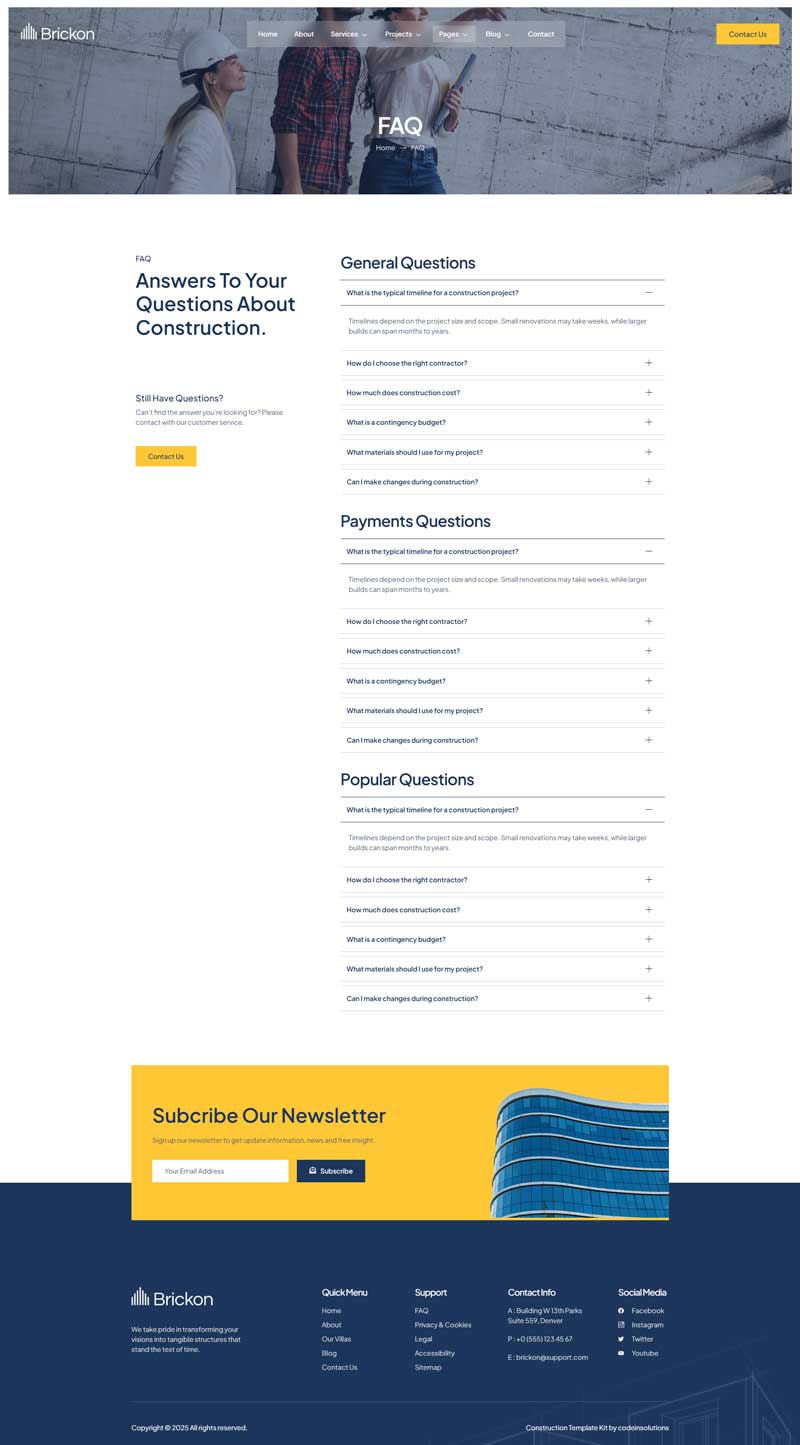 Brickon
Home About Services Projects Pages Blog Contact
Contact Us
FAQ
Home → FAQ
FAQ
Answers To Your
Questions About
Construction.
Still Have Questions?
Can't find the answer you're looking for? Please
contact with our customer service.
Contact Us
General Questions
What is the typical timeline for a construction project?
Timelines depend on the project size and scope. Small renovations may take weeks, while larger
builds can span months to years.
How do I choose the right contractor?
How much does construction cost?
What is a contingency budget?
What materials should I use for my project?
Can I make changes during construction?
Payments Questions
What is the typical timeline for a construction project?
Timelines depend on the project size and scope. Small renovations may take weeks, while larger
builds can span months to years.
How do I choose the right contractor?
How much does construction cost?
What is a contingency budget?
What materials should I use for my project?
Can I make changes during construction?
Popular Questions
What is the typical timeline for a construction project?
Timelines depend on the project size and scope. Small renovations may take weeks, while larger
builds can span months to years.
How do I choose the right contractor?
How much does construction cost?
What is a contingency budget?
What materials should I use for my project?
Can I make changes during construction?
Subcribe Our Newsletter
Sign up our newsletter to get update information, news and free insight.
Your Email Address
Subscribe
Brickon
We take pride in transforming your
visions into tangible structures that
stand the test of time.
Quick Menu
Home
About
Our Villas
Blog
Contact Us
Support
FAQ
Privacy & Cookies
Legal
Accessibility
Sitemap
Contact Info
A : Building W 13th Parks
Suite 559, Denver
P : +0 (555) 123 45 67
E : brickon@support.com
Social Media
Facebook
Instagram
Twitter
Youtube
Copyright © 2025 All rights reserved.
Construction Template Kit by codeinsolutions